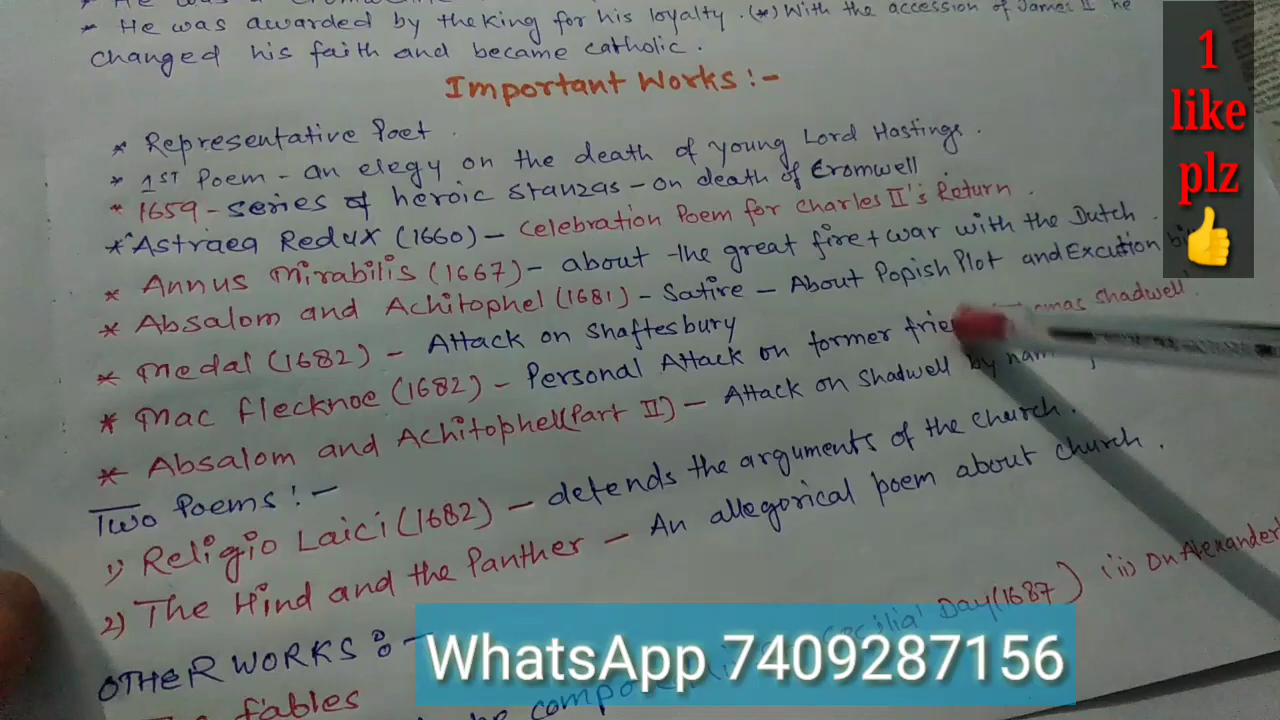 * He was awarded by the king for his loyalty. (*) With the accession of James II he
changed his faith and became catholic.
Important Works:-
* Representative Poet.
* 1ST Poem - an elegy on the death of young Lord Hastings.
* 1659 - series of heroic stanzas - on death of Cromwell
* Astraea Redux (1660) - Celebration Poem for Charles II's Return.
* Annus Mirabilis (1667) - about the great fire + war with the Dutch.
* Absalom and Achitophel (1681) - Satire - About Popish Plot and Excution
* Medal (1682) - Attack on Shaftesbury
* Mac Flecknoe (1682) - Personal Attack on former Shadwell.
* Absalom and Achitophel (Part II) - Attack on Shadwell by
Two Poems:-
1) Religio Laici (1682) - defends the arguments of the church.
2) The Hind and the Panther - An allegorical poem about church.
OTHER WORKS:- Day (1687) (ii) On Alexander
fables
1
like
plz
WhatsApp 7409287156